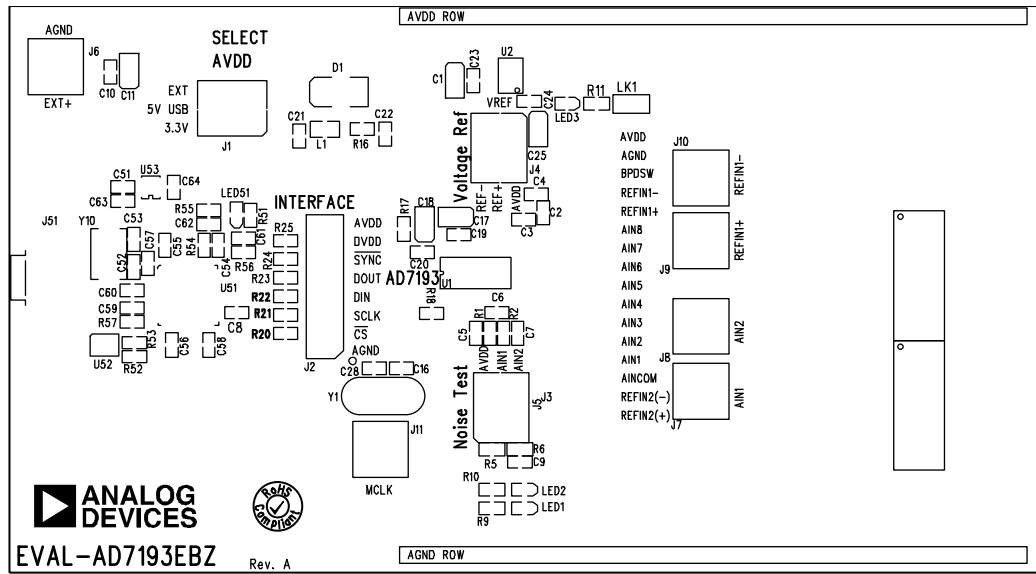 AVDD ROW
AGND
J6
EXT+
C10
C11
SELECT
AVDD
EXT
5V USB
3.3V
J1
D1
C21
L1
R16
C22
C1
C23
U2
VREF
C24
LED3
R11
LK1
Voltage Ref
J4
C25
REF-
REF+
AVDD
C4
C2
C3
AVDD
AGND
BPDSW
REFIN1-
REFIN1+
AIN8
AIN7
AIN6
AIN5
AIN4
AIN3
AIN2
AIN1
AINCOM
REFIN2(-)
REFIN2(+)
J10
REFIN1-
J9
REFIN1+
J8
AIN2
J7
AIN1
C51
U53
C64
C63
LED51
R51
R55
C62
J51
Y10
C53
C57
C55
R54
C54
C61
R56
C52
C60
C59
R57
U51
C8
U52
R53
R52
C56
C58
INTERFACE
R25
R24
R23
R22
R21
R20
J2
AVDD
DVDD
SYNC
DOUT
DIN
SCLK
CS
AGND
R17
C18
C17
C19
C20
AD7193
U1
R18
C6
R1
R2
C5
C7
AVDD
AIN1
AIN2
C28
C16
Y1
J11
MCLK
Noise Test
J5
J3
R5
R6
C9
R10
LED2
R9
LED1
ANALOG
DEVICES
RoHS
Compliant
EVAL-AD7193EBZ
Rev. A
AGND ROW